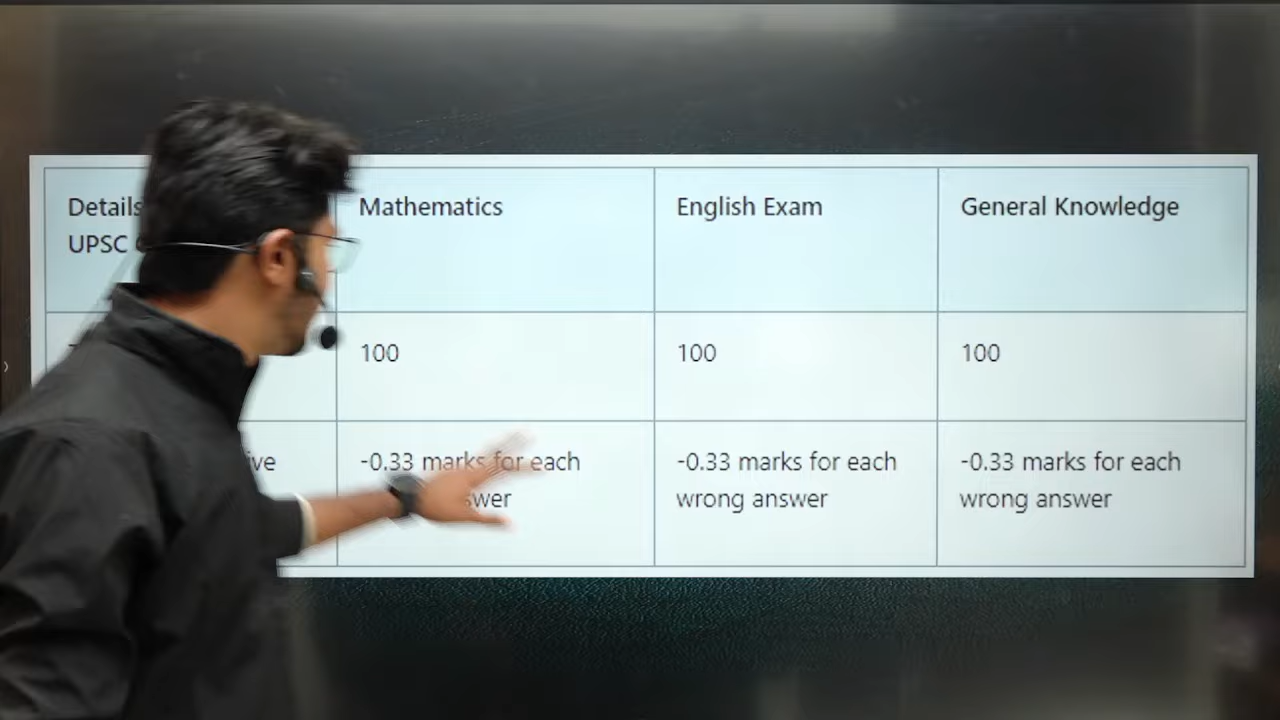 Details
UPSC
Mathematics
English Exam
General Knowledge
100
100
100
-0.33 marks for each
-0.33 marks for each
wrong answer
-0.33 marks for each
wrong answer